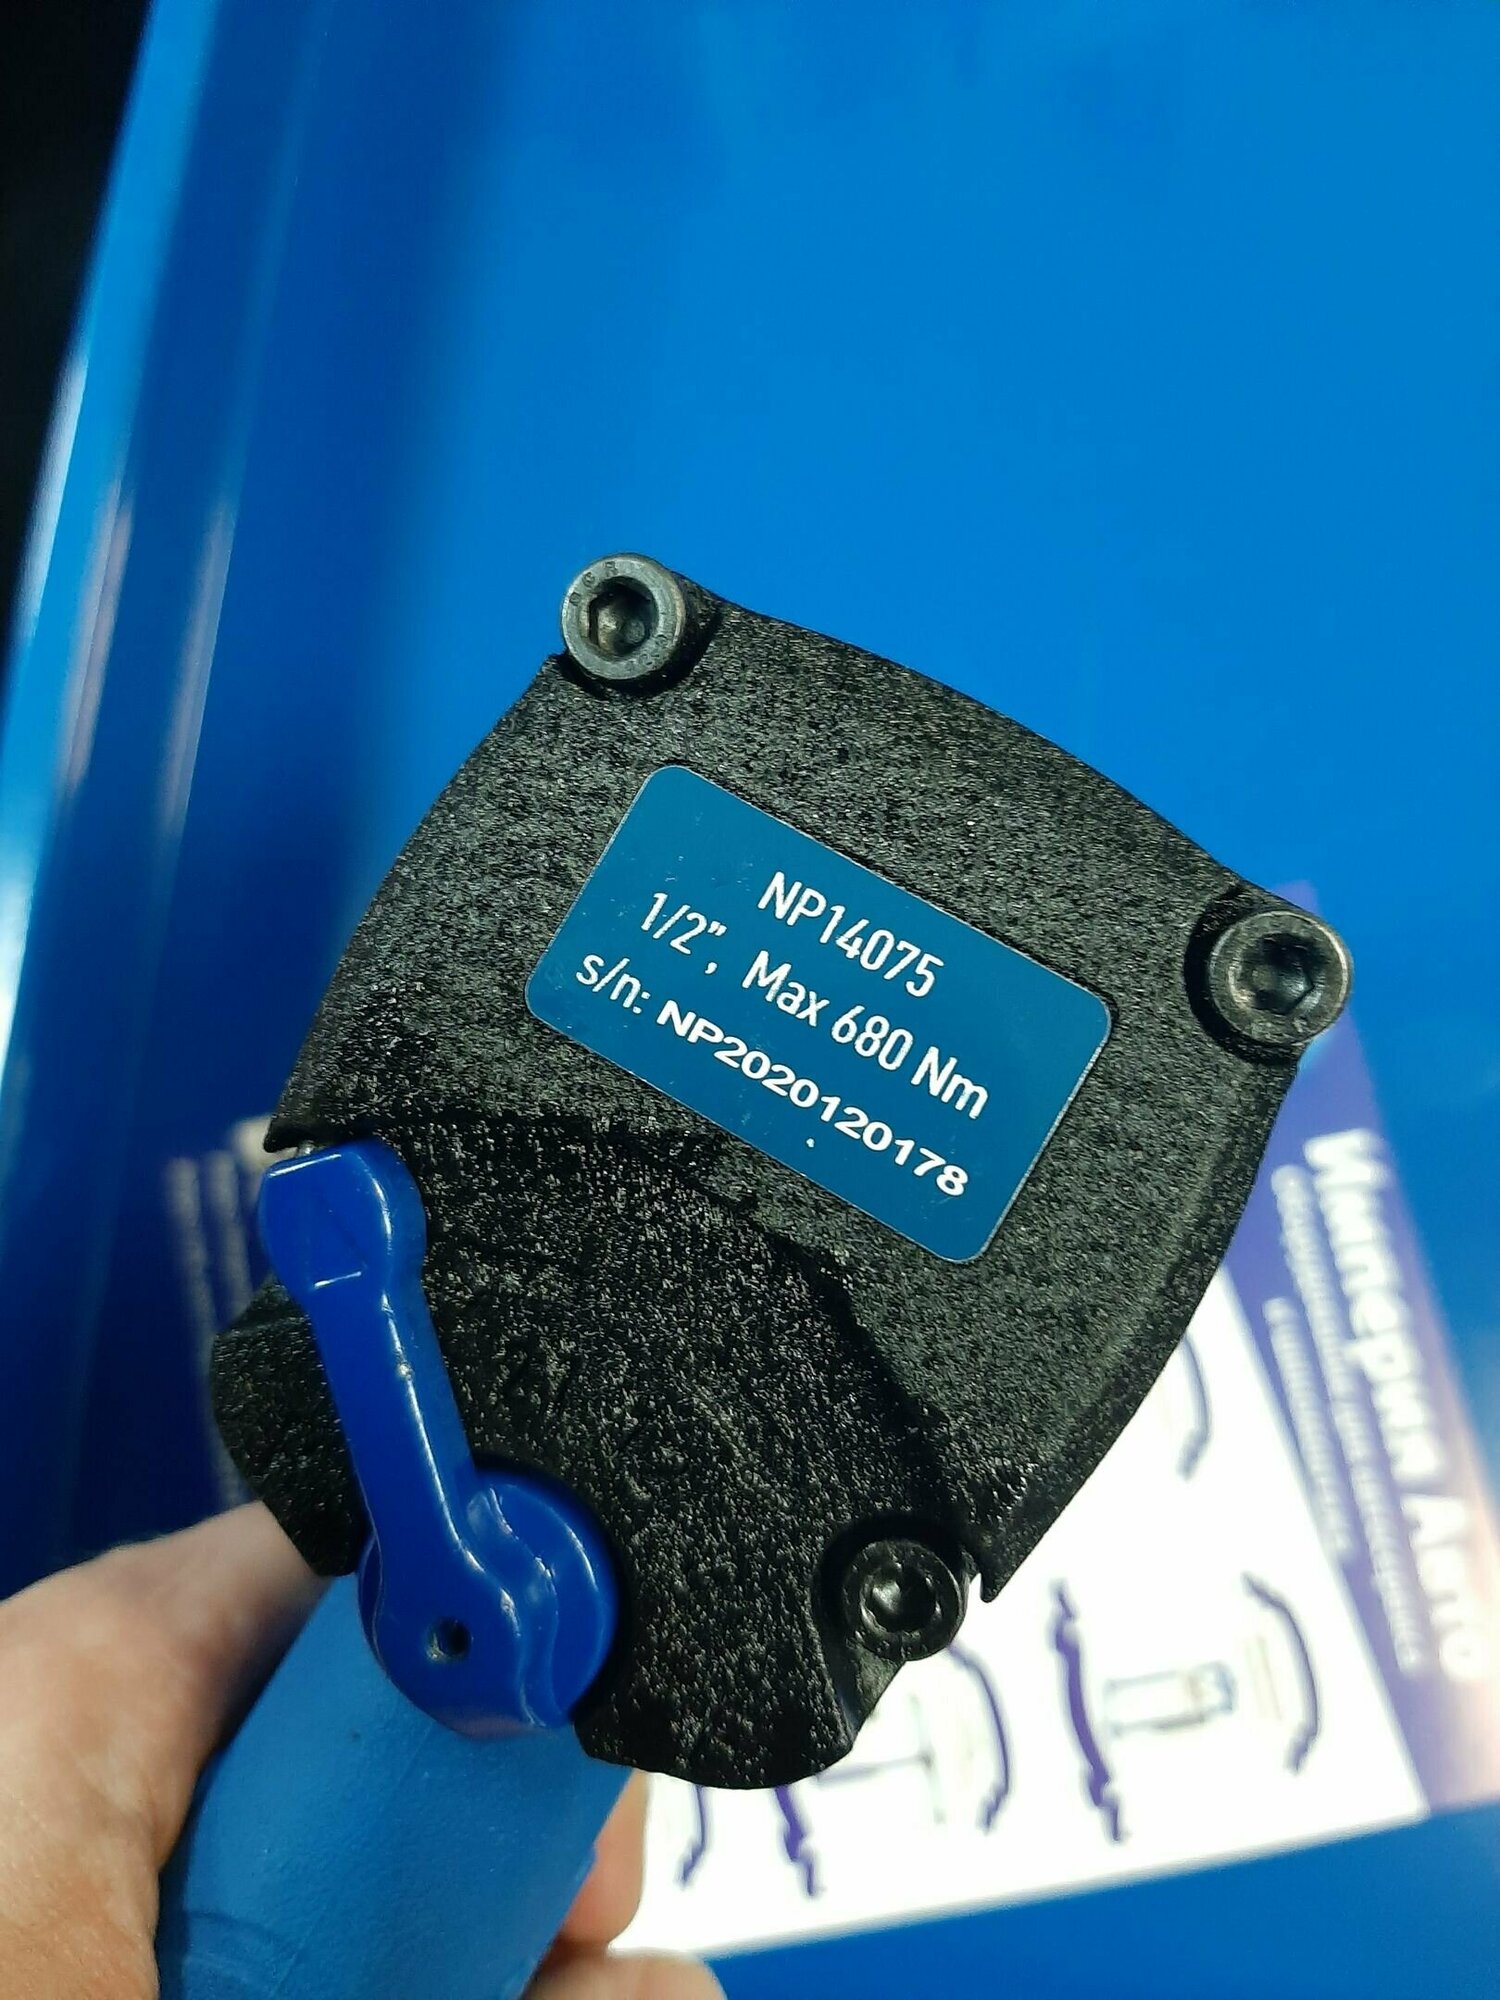 NP14075
1/2", Max 680 Nm
s/n: NP2020120178
Империя Авто